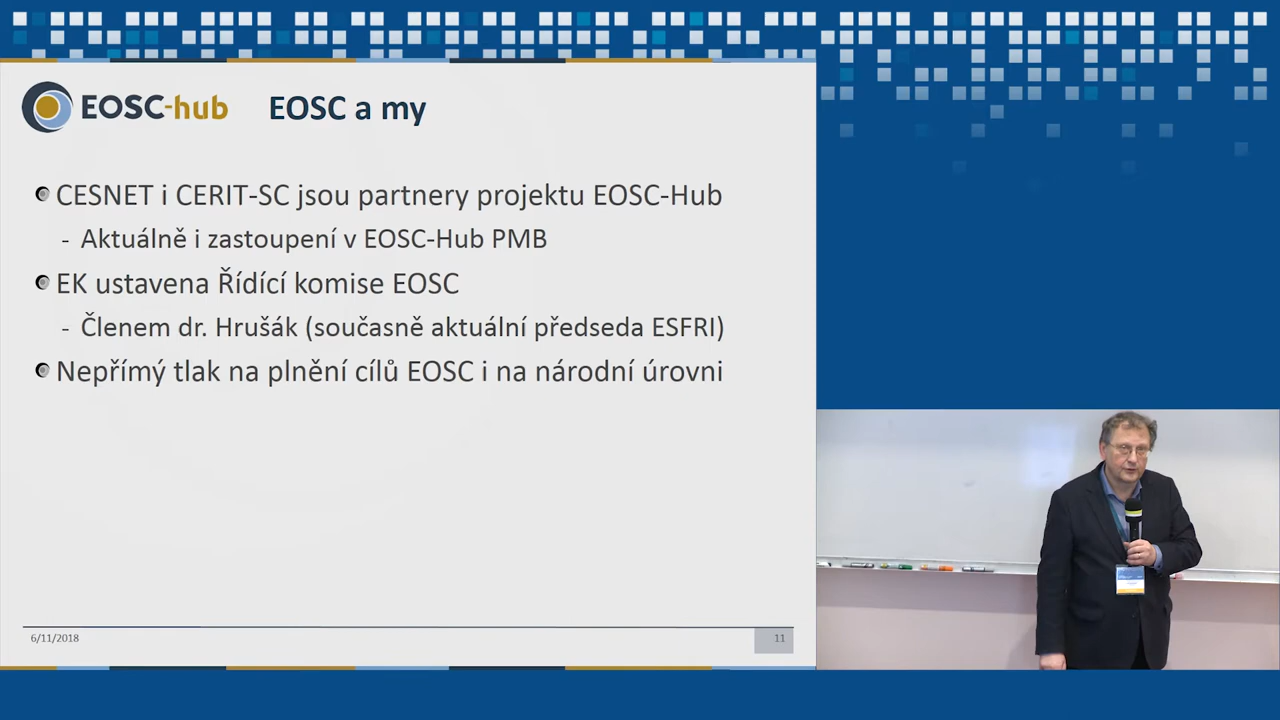 EOSC-hub
EOSC a my
CESNET i CERIT-SC jsou partnery projektu EOSC-Hub
- Aktuálně i zastoupení v EOSC-Hub PMB
EK ustavena Řídící komise EOSC
- Členem dr. Hrušák (současně aktuální předseda ESFRI)
Nepřímý tlak na plnění cílů EOSC i na národní úrovni
6/11/2018
11